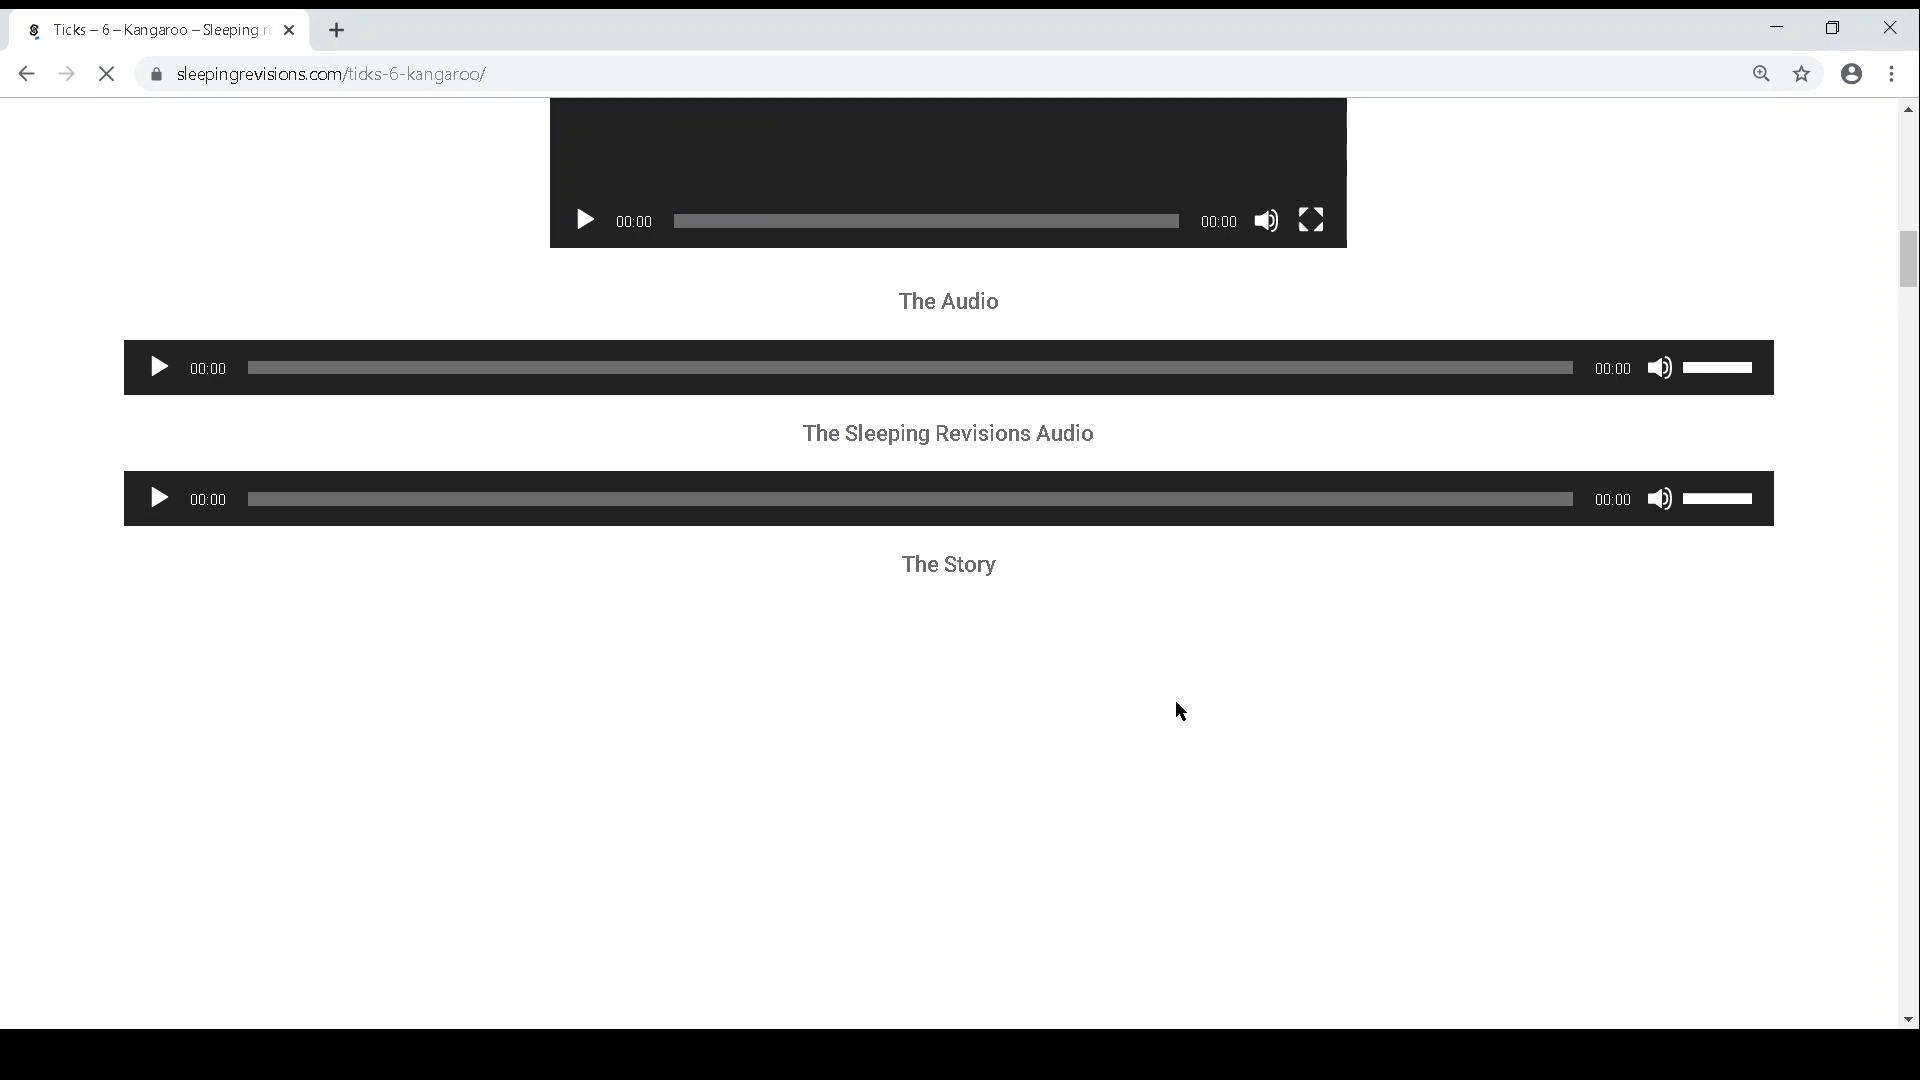 Ticks – 6 – Kangaroo – Sleeping re
sleepingrevisions.com/ticks-6-kangaroo/
00:00 00:00
The Audio
00:00 00:00
The Sleeping Revisions Audio
00:00 00:00
The Story